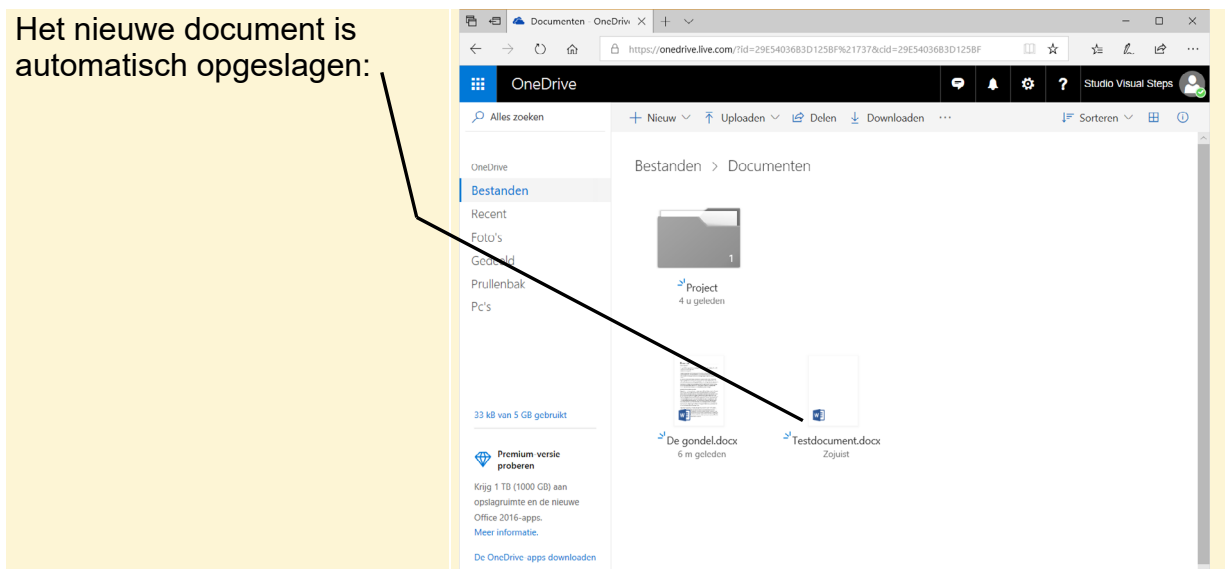 Het nieuwe document is
automatisch opgeslagen:
Documenten - OneDriv
https://onedrive.live.com/?id=29E54036B3D125BF%21737&cid=29E54036B3D125BF
OneDrive
? Studio Visual Steps
Alles zoeken
Nieuw Uploaden Delen Downloaden ...
Sorteren
OneDrive
Bestanden
Recent
Foto's
Gedeeld
Prullenbak
Pc's
33 kB van 5 GB gebruikt
Premium-versie
proberen
Krijg 1 TB (1000 GB) aan
opslagruimte en de nieuwe
Office 2016-apps.
Meer informatie.
De OneDrive-apps downloaden
Bestanden > Documenten
1
Project
4 u geleden
De gondel.docx
6 m geleden
Testdocument.docx
Zojuist